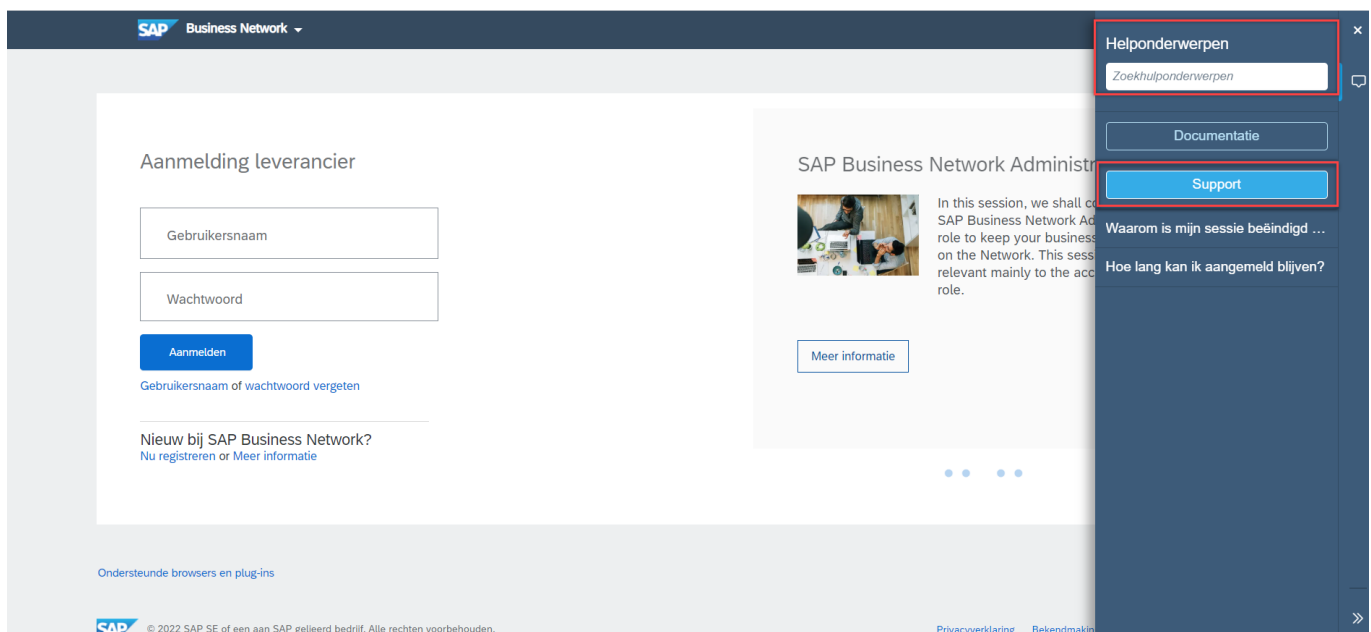 SAP Business Network
Aanmelding leverancier
Gebruikersnaam
Wachtwoord
Aanmelden
Gebruikersnaam of wachtwoord vergeten
Nieuw bij SAP Business Network?
Nu registreren or Meer informatie
SAP Business Network Administr
In this session, we shall co
SAP Business Network Ad
role to keep your business
on the Network. This sess
relevant mainly to the acc
role.
Meer informatie
Helponderwerpen
Zoekhulponderwerpen
Documentatie
Support
Waarom is mijn sessie beëindigd ...
Hoe lang kan ik aangemeld blijven?
Ondersteunde browsers en plug-ins
SAP © 2022 SAP SE of een aan SAP gelieerd bedrijf. Alle rechten voorbehouden.
Privacyverklaring Bekendmakin